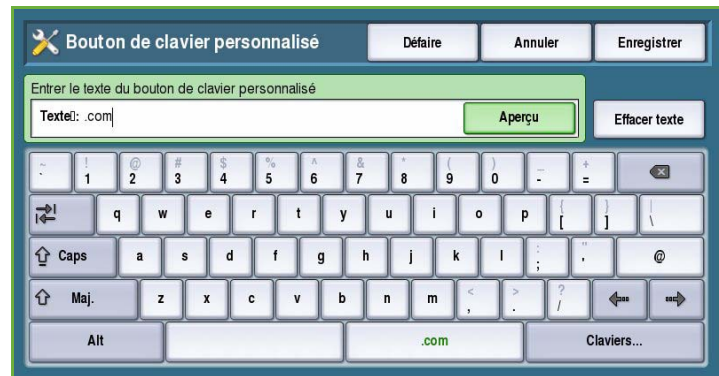 Bouton de clavier personnalisé Défaire Annuler Enregistrer
Entrer le texte du bouton de clavier personnalisé
Texte▯: .com Aperçu Effacer texte
~ ! @ # $ % ^ & * ( ) _ +
` 1 2 3 4 5 6 7 8 9 0 - =
q w e r t y u i o p { [ } ] | \
Caps a s d f g h j k l : ; " ' @
Maj. z x c v b n m < , > . ? /
Alt .com Claviers...